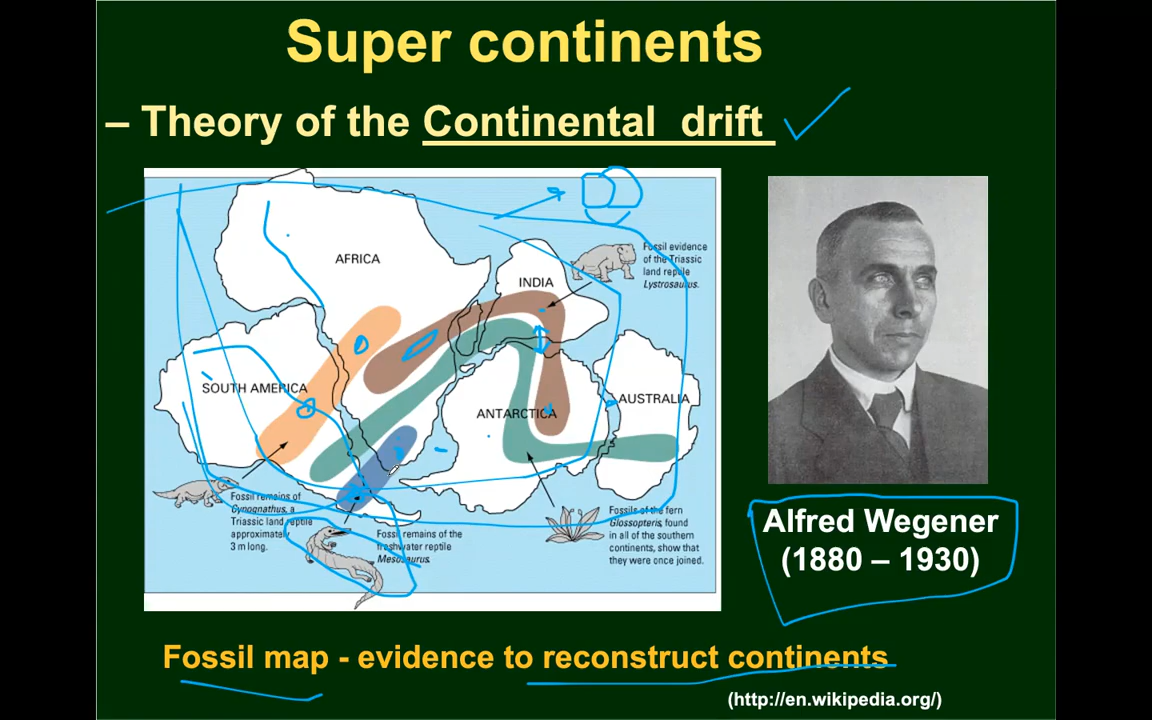 Super continents
– Theory of the Continental drift
AFRICA
INDIA
Fossil evidence
of the Triassic
land reptile
Lystrosaurus.
SOUTH AMERICA
ANTARCTICA
AUSTRALIA
Fossil remains of
Cynognathus, a
Triassic land reptile
approximately
3 m long.
Fossil remains of the
freshwater reptile
Mesosaurus.
Fossils of the fern
Glossopteris, found
in all of the southern
continents, show that
they were once joined.
Alfred Wegener
(1880 – 1930)
Fossil map - evidence to reconstruct continents
(http://en.wikipedia.org/)